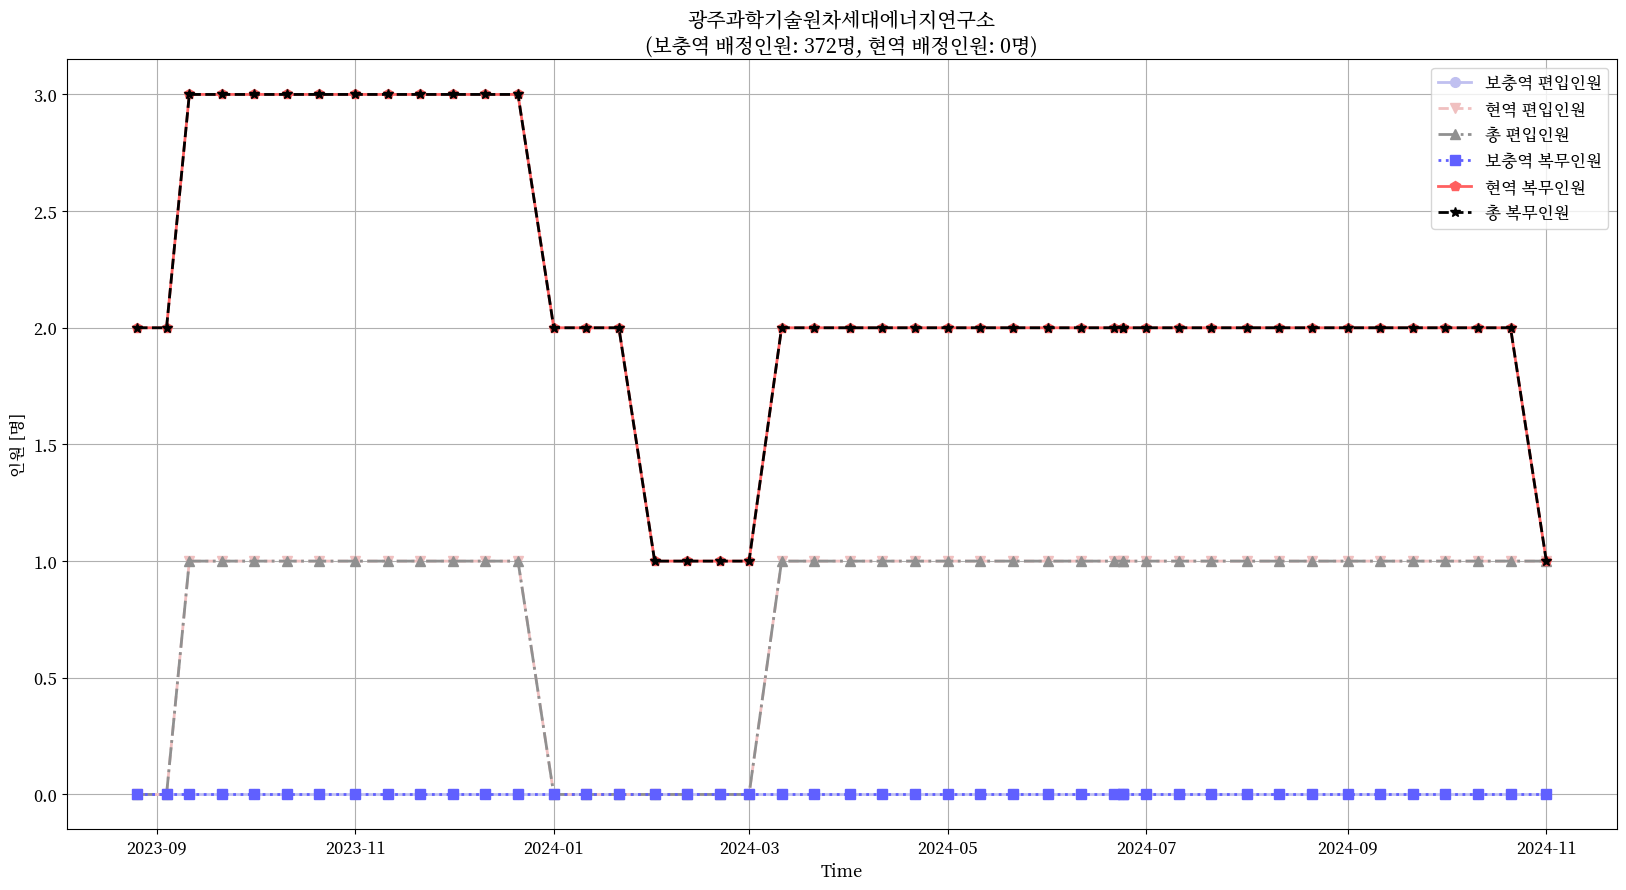 광주과학기술원차세대에너지연구소
(보충역 배정인원: 372명, 현역 배정인원: 0명)
보충역 편입인원
현역 편입인원
총 편입인원
보충역 복무인원
현역 복무인원
총 복무인원
3.0
2.5
2.0
1.5
1.0
0.5
0.0
인원 [명]
2023-09
2023-11
2024-01
2024-03
2024-05
2024-07
2024-09
2024-11
Time